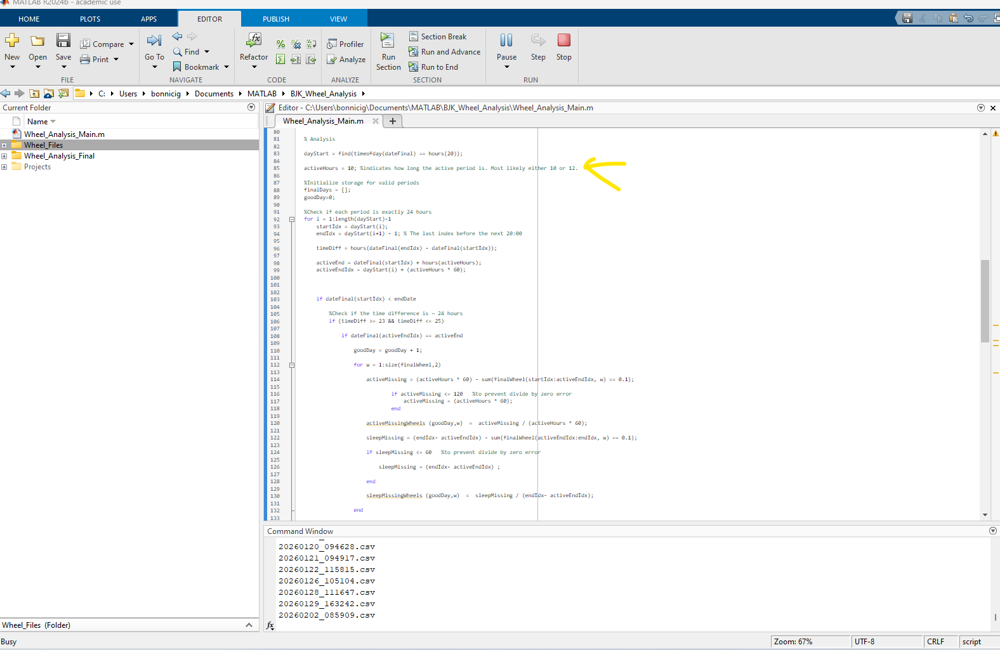 MATLAB R2024b - academic use
HOME PLOTS APPS EDITOR PUBLISH VIEW
New Open Save Compare Print
FILE
Go To Find Bookmark
NAVIGATE
Refactor
CODE
Profiler
Analyze
ANALYZE
Run Section
Section Break
Run and Advance
Run to End
SECTION
Pause Step Stop
RUN
C: Users bonnicig Documents MATLAB BJK_Wheel_Analysis
Current Folder
Name
Wheel_Analysis_Main.m
Wheel_Files
Wheel_Analysis_Final
Projects
Wheel_Files (Folder)
Editor - C:\Users\bonnicig\Documents\MATLAB\BJK_Wheel_Analysis\Wheel_Analysis_Main.m
Wheel_Analysis_Main.m
80
81 % Analysis
82
83 dayStart = find(timeofday(dateFinal) == hours(20));
84
85 activeHours = 10; %indicates how long the active period is. Most likely either 10 or 12.
86
87 %Initialize storage for valid periods
88 finalDays = [];
89 goodDay=0;
90
91 %Check if each period is exactly 24 hours
92 for i = 1:length(dayStart)-1
93 startIdx = dayStart(i);
94 endIdx = dayStart(i+1) - 1; % The last index before the next 20:00
95
96 timeDiff = hours(dateFinal(endIdx) - dateFinal(startIdx));
97
98 activeEnd = dateFinal(startIdx) + hours(activeHours);
99 activeEndIdx = dayStart(i) + (activeHours * 60);
100
101
102
103 if dateFinal(startIdx) < endDate
104
105 %Check if the time difference is ~ 24 hours
106 if (timeDiff >= 23 && timeDiff <= 25)
107
108 if dateFinal(activeEndIdx) == activeEnd
109
110 goodDay = goodDay + 1;
111
112 for w = 1:size(finalWheel,2)
113
114 activeMissing = (activeHours * 60) - sum(finalWheel(startIdx:activeEndIdx, w) == 0.1);
115
116 if activeMissing <= 120 %to prevent divide by zero error
117 activeMissing = (activeHours * 60);
118 end
119
120 activeMissingWheels (goodDay,w) = activeMissing / (activeHours * 60);
121
122 sleepMissing = (endIdx- activeEndIdx) - sum(finalWheel(activeEndIdx:endIdx, w) == 0.1);
123
124 if sleepMissing <= 60 %to prevent divide by zero error
125
126 sleepMissing = (endIdx- activeEndIdx) ;
127
128 end
129
130 sleepMissingWheels (goodDay,w) = sleepMissing / (endIdx- activeEndIdx);
131
132 end
133
Command Window
20260120_094628.csv
20260121_094917.csv
20260122_115815.csv
20260126_105104.csv
20260128_111647.csv
20260129_163242.csv
20260202_085909.csv
fx
Busy
Zoom: 67% UTF-8 CRLF script